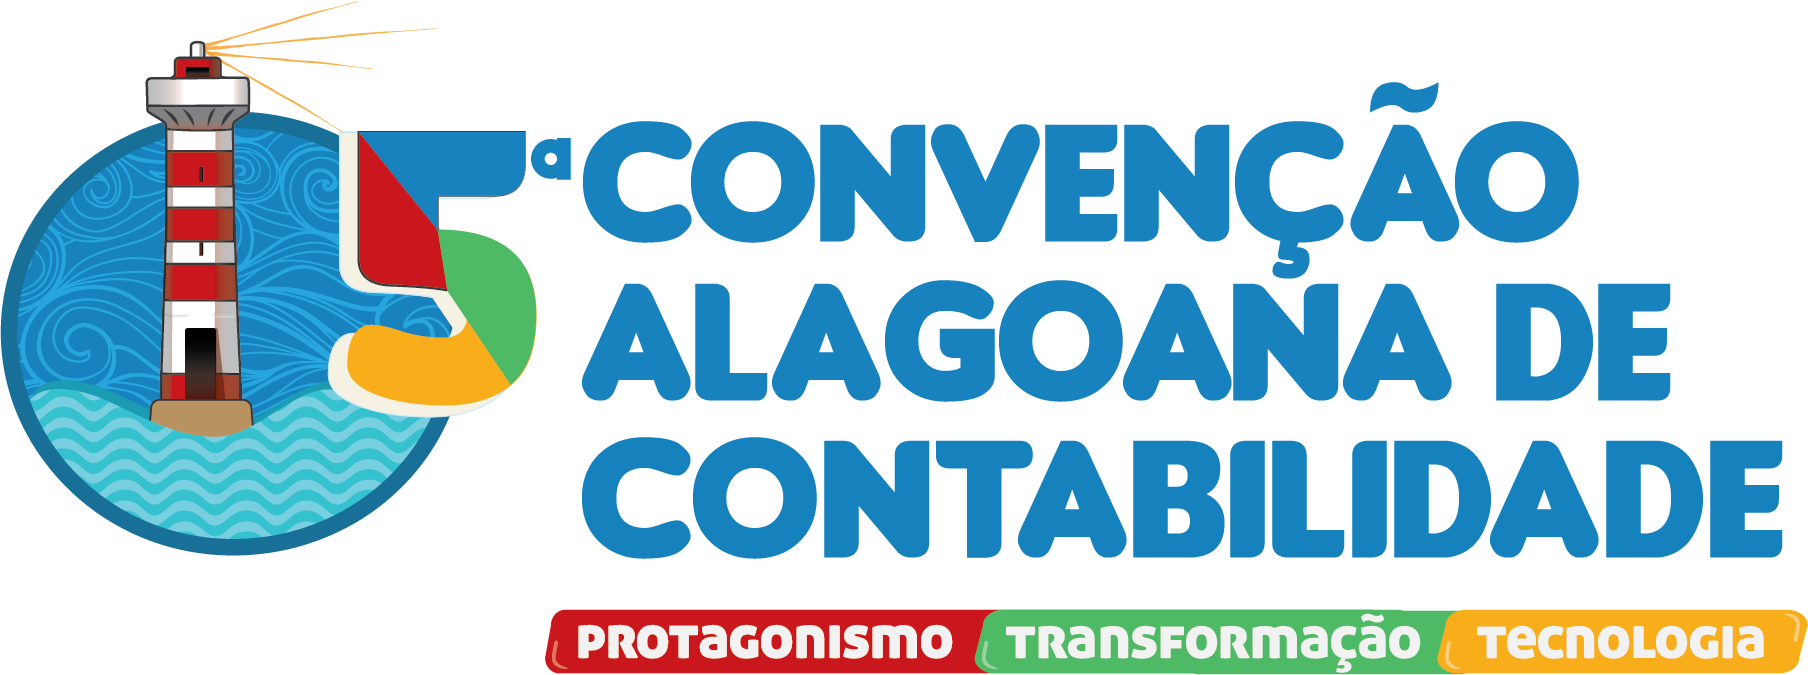 5ª CONVENÇÃO
ALAGOANA DE
CONTABILIDADE
PROTAGONISMO TRANSFORMAÇÃO TECNOLOGIA